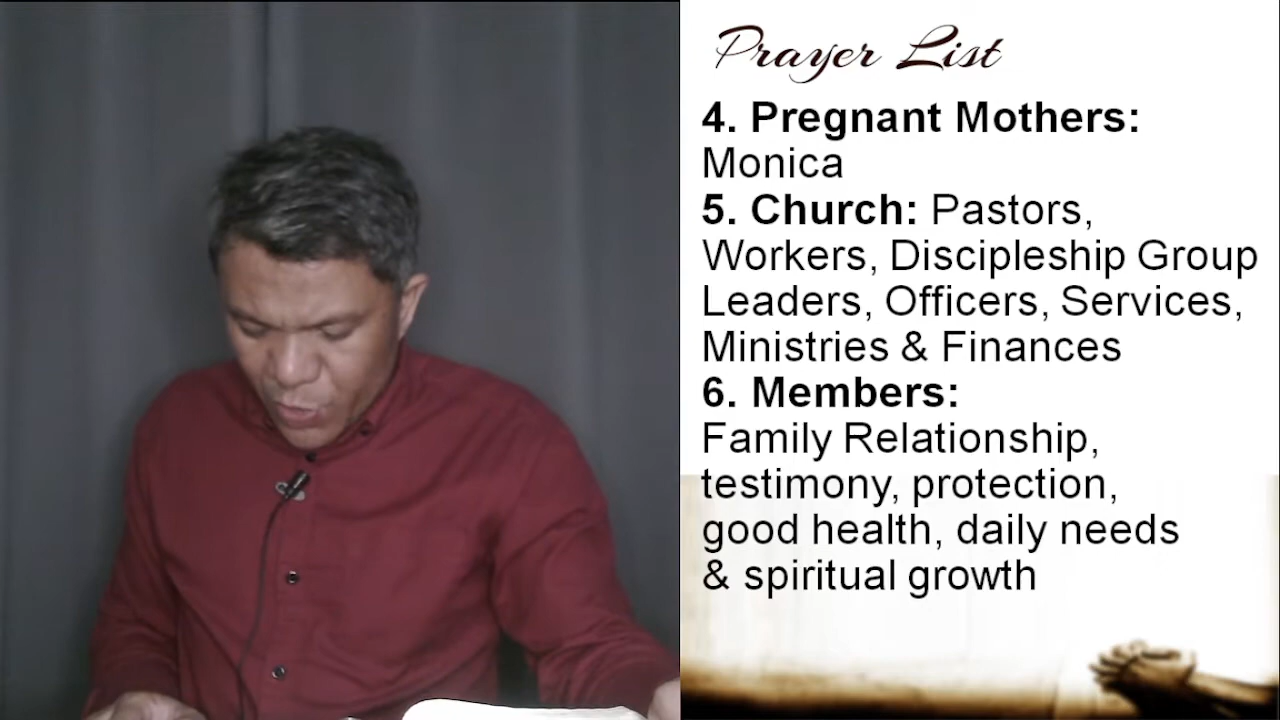 Prayer List
4. Pregnant Mothers:
Monica
5. Church: Pastors,
Workers, Discipleship Group
Leaders, Officers, Services,
Ministries & Finances
6. Members:
Family Relationship,
testimony, protection,
good health, daily needs
& spiritual growth